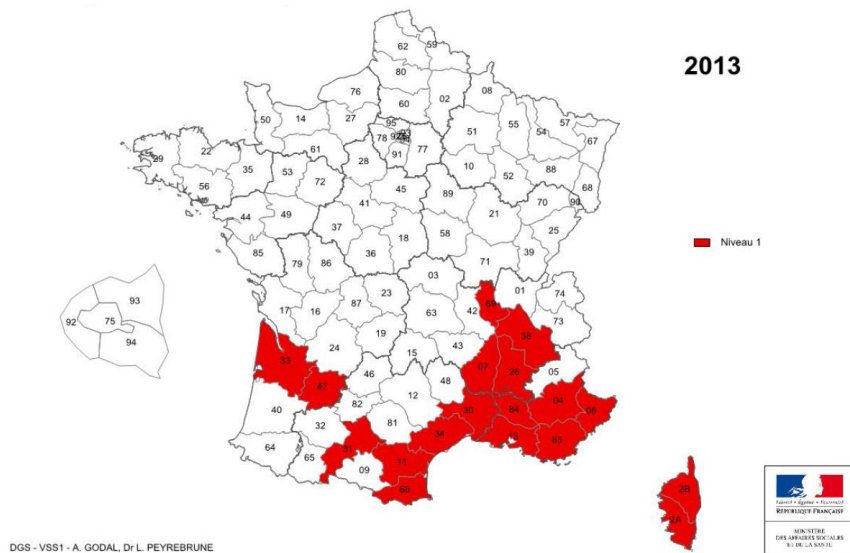 2013
62 59
80
76 02 08
60
50 14 27 95 51 55 54 57 67
78 77
29 22 61 91
35 53 28 10 52 88
56 72 45 89 68
41 70 90
44 49 21
37 18 58 25
85 36 39
79 86 71
03 01 74
17 16 87 23 63 42 69 73
19 38
24 15 43
33 07 26 05
47 46 48
12 04
40 82 30 84 06
32 81 34 13 83
64 65 31 11
09
66
2B
2A
Niveau 1
93
92 75
94
Liberté • Égalité • Fraternité
RÉPUBLIQUE FRANÇAISE
MINISTÈRE
DES AFFAIRES SOCIALES
ET DE LA SANTÉ
DGS - VSS1 - A. GODAL, Dr L. PEYREBRUNE